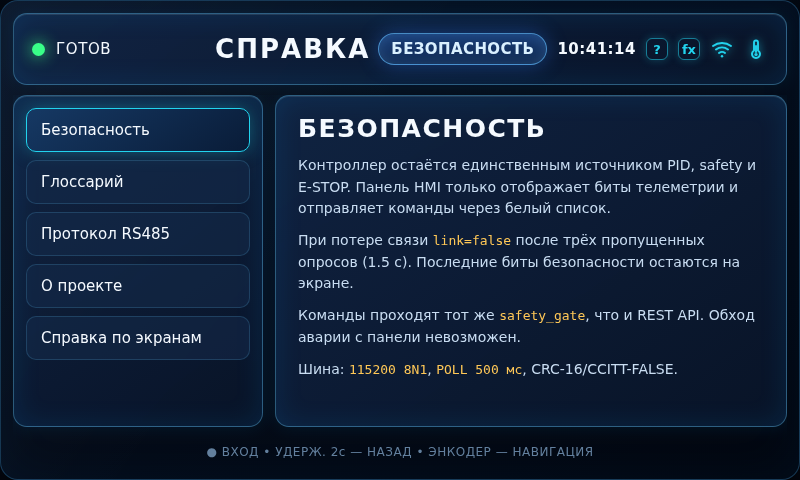 ГОТОВ
СПРАВКА
БЕЗОПАСНОСТЬ
10:41:14
?
fx
Безопасность
Глоссарий
Протокол RS485
О проекте
Справка по экранам
БЕЗОПАСНОСТЬ
Контроллер остаётся единственным источником PID, safety и
E-STOP. Панель HMI только отображает биты телеметрии и
отправляет команды через белый список.
При потере связи link=false после трёх пропущенных
опросов (1.5 с). Последние биты безопасности остаются на
экране.
Команды проходят тот же safety_gate, что и REST API. Обход
аварии с панели невозможен.
Шина: 115200 8N1, POLL 500 мс, CRC-16/CCITT-FALSE.
● ВХОД • УДЕРЖ. 2с — НАЗАД • ЭНКОДЕР — НАВИГАЦИЯ